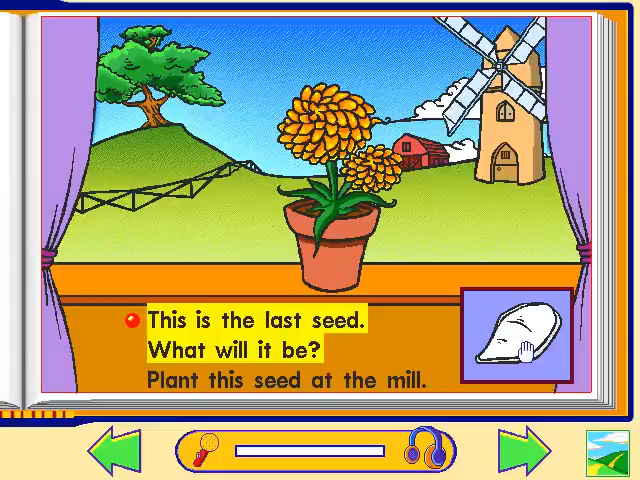 This is the last seed.
What will it be?
Plant this seed at the mill.